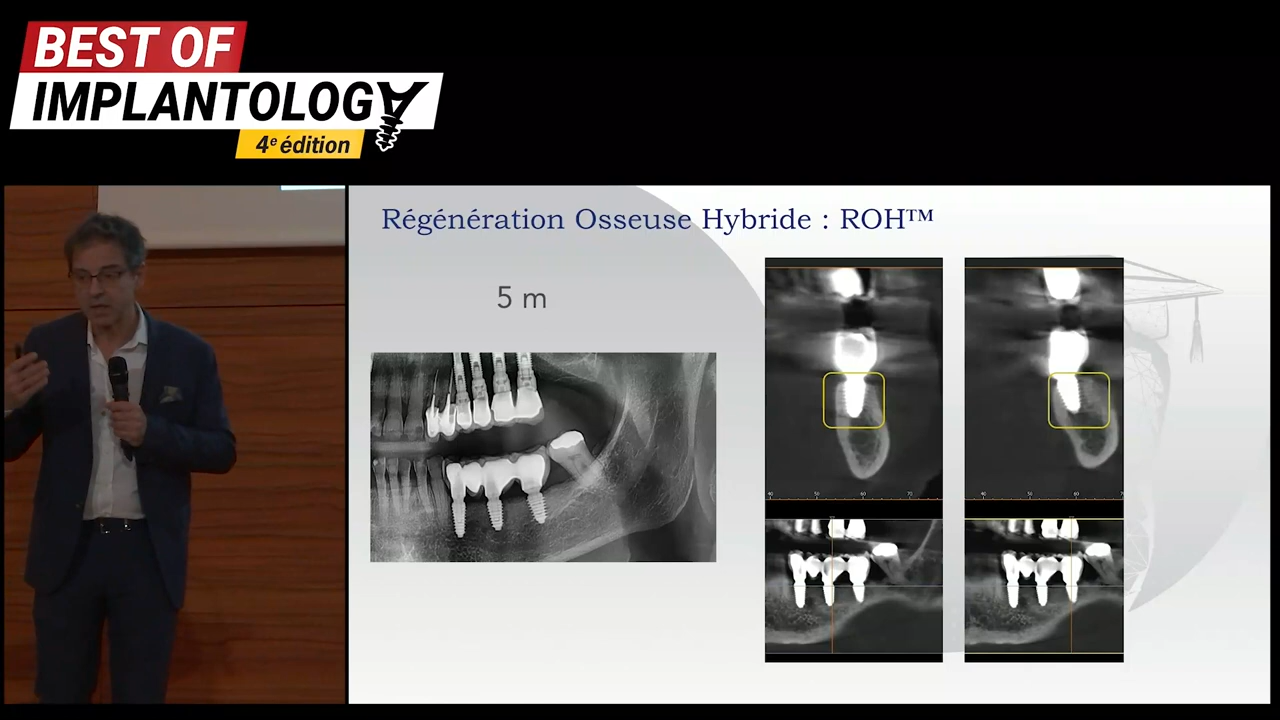 BEST OF
IMPLANTOLOGY
4e édition
Régénération Osseuse Hybride : ROH™
5 m